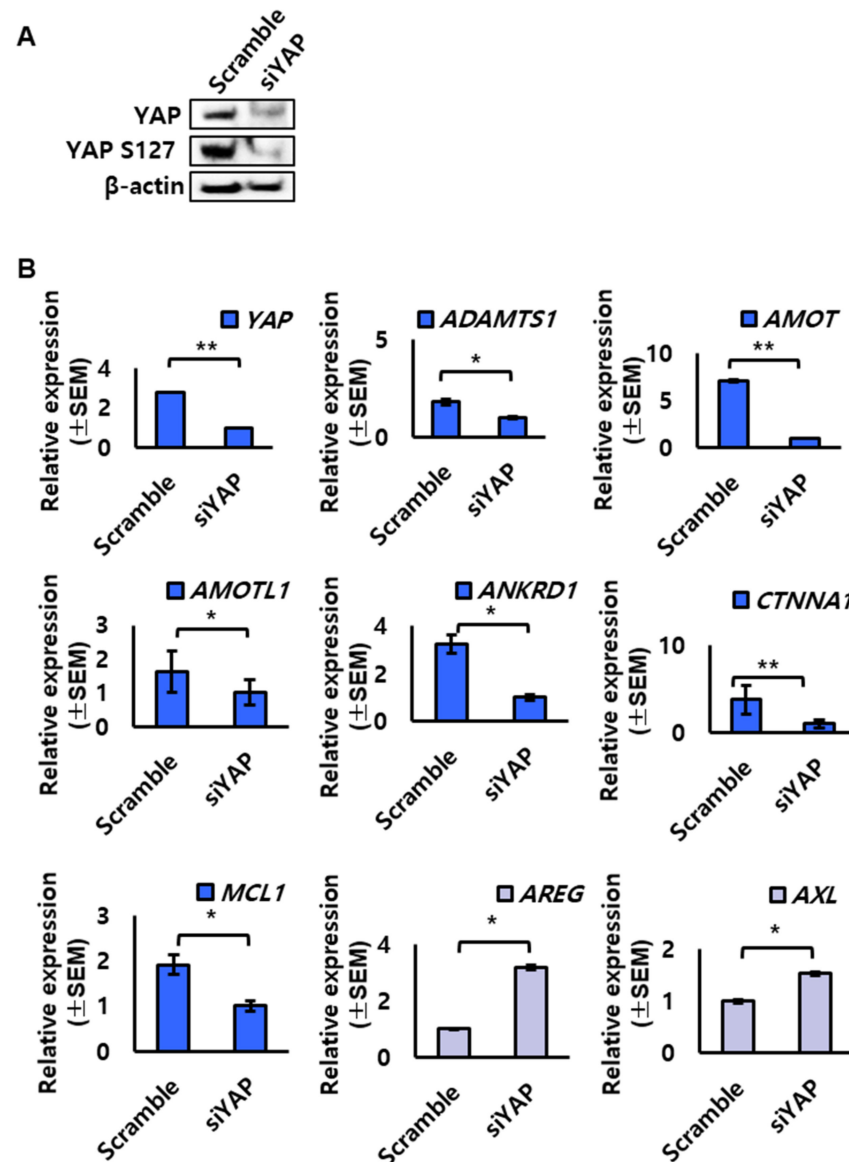 A
Scramble
siYAP
YAP
YAP S127
β-actin
B
Relative expression
(±SEM)
YAP
**
4
2
0
Scramble
siYAP
Relative expression
(±SEM)
ADAMTS1
*
5
0
Scramble
siYAP
Relative expression
(±SEM)
AMOT
**
10
5
0
Scramble
siYAP
Relative expression
(±SEM)
AMOTL1
*
3
2
1
0
Scramble
siYAP
Relative expression
(±SEM)
ANKRD1
*
4
2
0
Scramble
siYAP
Relative expression
(±SEM)
CTNNA1
**
10
0
Scramble
siYAP
Relative expression
(±SEM)
MCL1
*
3
2
1
0
Scramble
siYAP
Relative expression
(±SEM)
AREG
*
4
2
0
Scramble
siYAP
Relative expression
(±SEM)
AXL
*
2
1
0
Scramble
siYAP